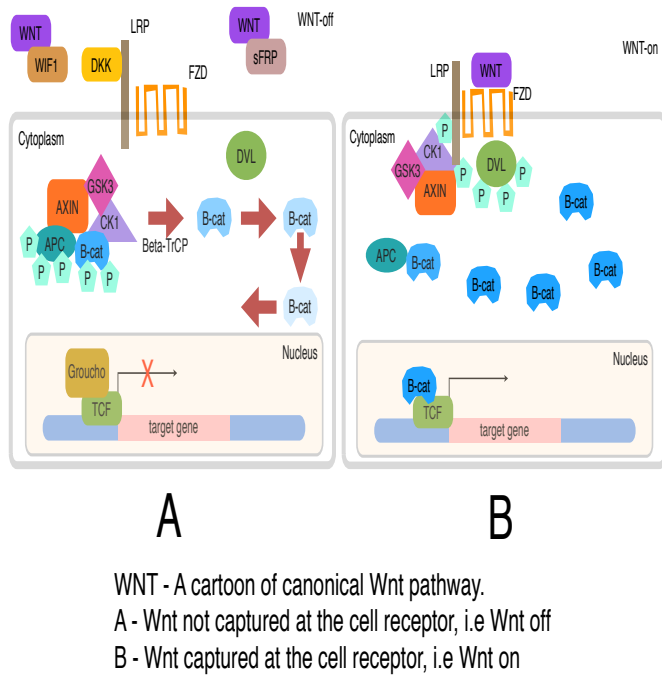 WNT
WIF1
DKK
LRP
WNT
sFRP
WNT-off
FZD
Cytoplasm
DVL
GSK3
AXIN
CK1
APC
B-cat
P
P
P
P
P
Beta-TrCP
B-cat
B-cat
B-cat
Nucleus
Groucho
X
TCF
target gene
WNT-on
LRP
WNT
FZD
Cytoplasm
P
CK1
GSK3
AXIN
P
DVL
P
P
P
B-cat
APC
B-cat
B-cat
B-cat
B-cat
Nucleus
B-cat
TCF
target gene
A
B
WNT - A cartoon of canonical Wnt pathway.
A - Wnt not captured at the cell receptor, i.e Wnt off
B - Wnt captured at the cell receptor, i.e Wnt on